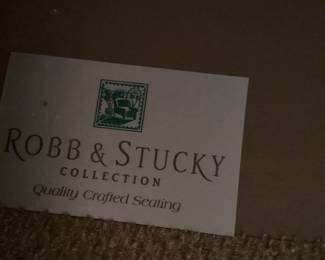 ROBB & STUCKY
COLLECTION
Quality Crafted Seating